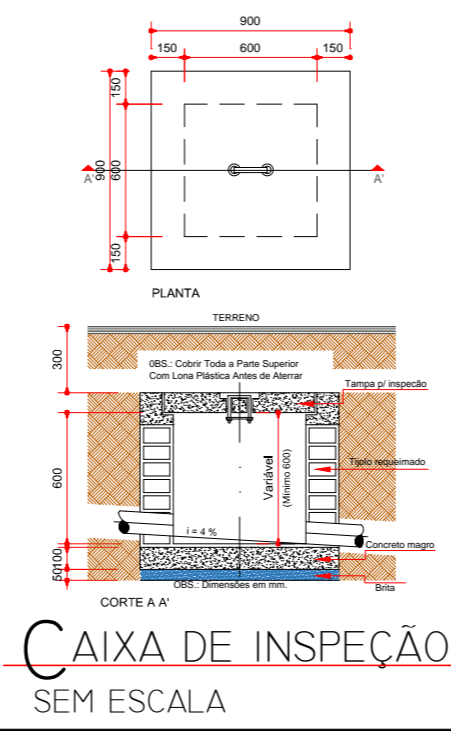 900
150 600 150
150
900
600
150
A' A'
PLANTA
TERRENO
300
OBS.: Cobrir Toda a Parte Superior
Com Lona Plástica Antes de Aterrar
Tampa p/ inspecão
600
Variável
(Mínimo 600)
Tijolo requeimado
i = 4 %
Concreto magro
100
50
Brita
OBS.: Dimensões em mm.
CORTE A A'
CAIXA DE INSPEÇÃO
SEM ESCALA